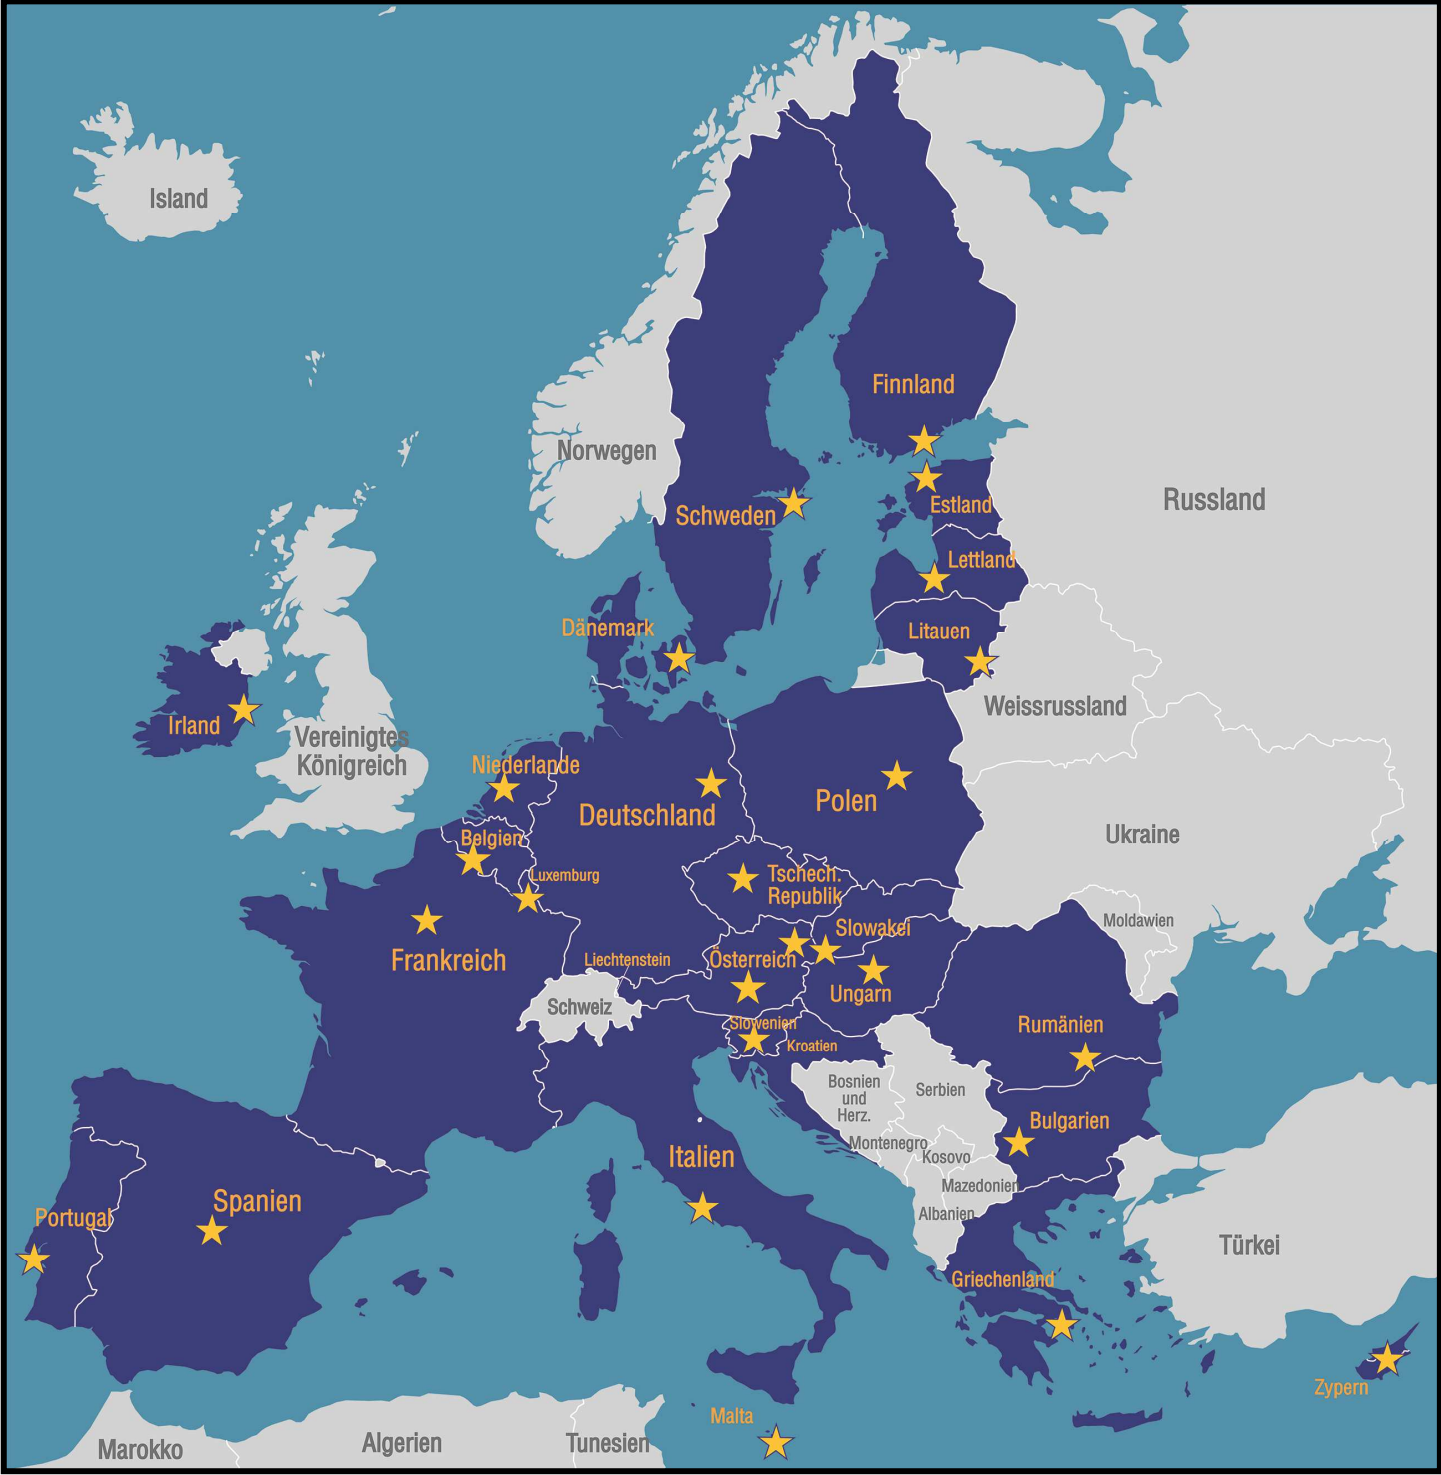 Island
Finnland
Norwegen
Russland
Estland
Schweden
Lettland
Dänemark
Litauen
Weissrussland
Irland
Vereinigtes
Königreich
Niederlande
Polen
Deutschland
Ukraine
Belgien
Luxemburg
Tschech.
Republik
Moldawien
Slowakei
Frankreich
Liechtenstein
Österreich
Ungarn
Schweiz
Slowenien
Rumänien
Kroatien
Bosnien
und
Herz.
Serbien
Bulgarien
Montenegro
Kosovo
Italien
Mazedonien
Spanien
Albanien
Portugal
Türkei
Griechenland
Zypern
Malta
Marokko
Algerien
Tunesien